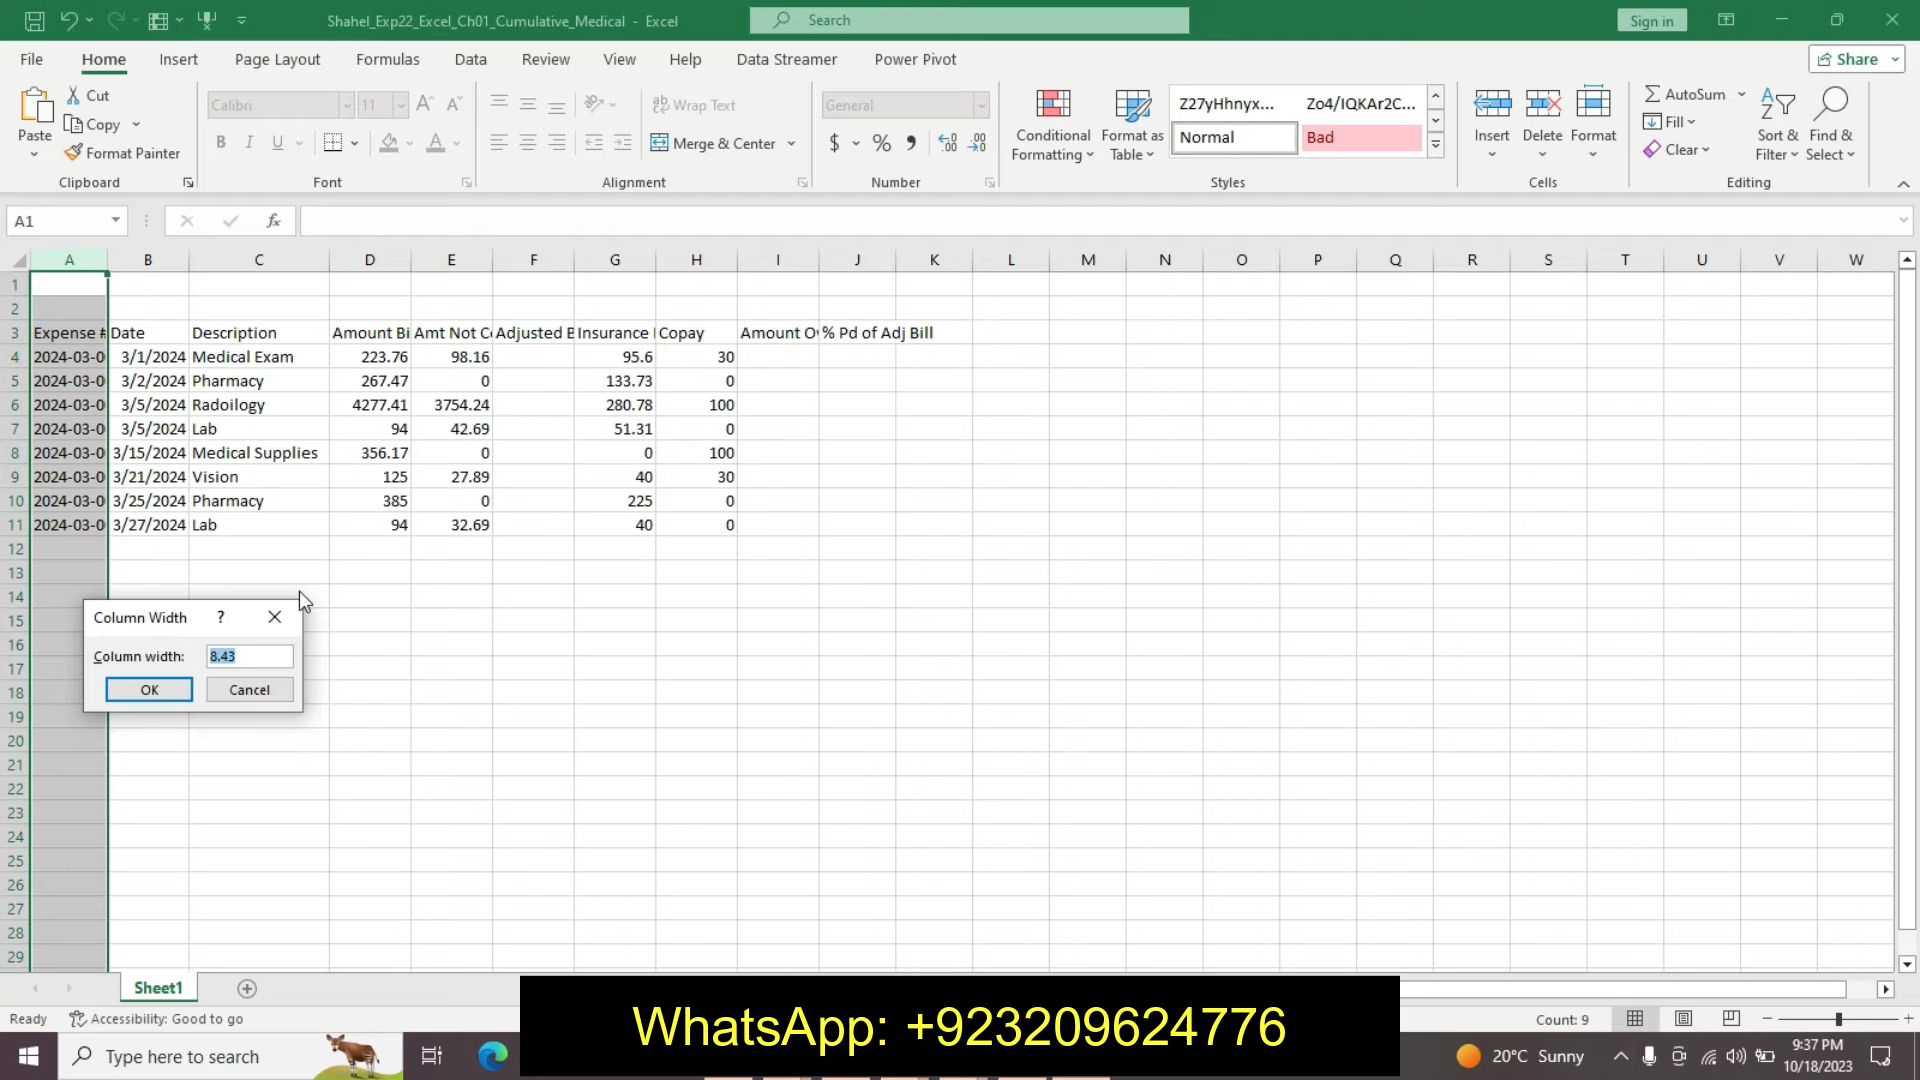 Shahel_Exp22_Excel_Ch01_Cumulative_Medical - Excel
Search
Sign in
File Home Insert Page Layout Formulas Data Review View Help Data Streamer Power Pivot
Share
Paste
Cut
Copy
Format Painter
Clipboard
Calibri 11
B I U
Font
Wrap Text
Merge & Center
Alignment
General
$ % 9
Number
Conditional Formatting
Format as Table
Z27yHhnyx... Zo4/IQKAr2C...
Normal Bad
Styles
Insert Delete Format
Cells
AutoSum
Fill
Clear
Sort & Filter
Find & Select
Editing
A1
fx
A B C D E F G H I J K L M N O P Q R S T U V W
1
2
3 Expense # Date Description Amount Bi Amt Not Co Adjusted B Insurance Copay Amount Ow % Pd of Adj Bill
4 2024-03-0 3/1/2024 Medical Exam 223.76 98.16 95.6 30
5 2024-03-0 3/2/2024 Pharmacy 267.47 0 133.73 0
6 2024-03-0 3/5/2024 Radoilogy 4277.41 3754.24 280.78 100
7 2024-03-0 3/5/2024 Lab 94 42.69 51.31 0
8 2024-03-0 3/15/2024 Medical Supplies 356.17 0 0 100
9 2024-03-0 3/21/2024 Vision 125 27.89 40 30
10 2024-03-0 3/25/2024 Pharmacy 385 0 225 0
11 2024-03-0 3/27/2024 Lab 94 32.69 40 0
12
13
14
15
16
17
18
19
20
21
22
23
24
25
26
27
28
29
Column Width ?
Column width: 8.43
OK Cancel
Sheet1
Ready
Accessibility: Good to go
Count: 9
WhatsApp: +923209624776
Type here to search
20°C Sunny
9:37 PM
10/18/2023